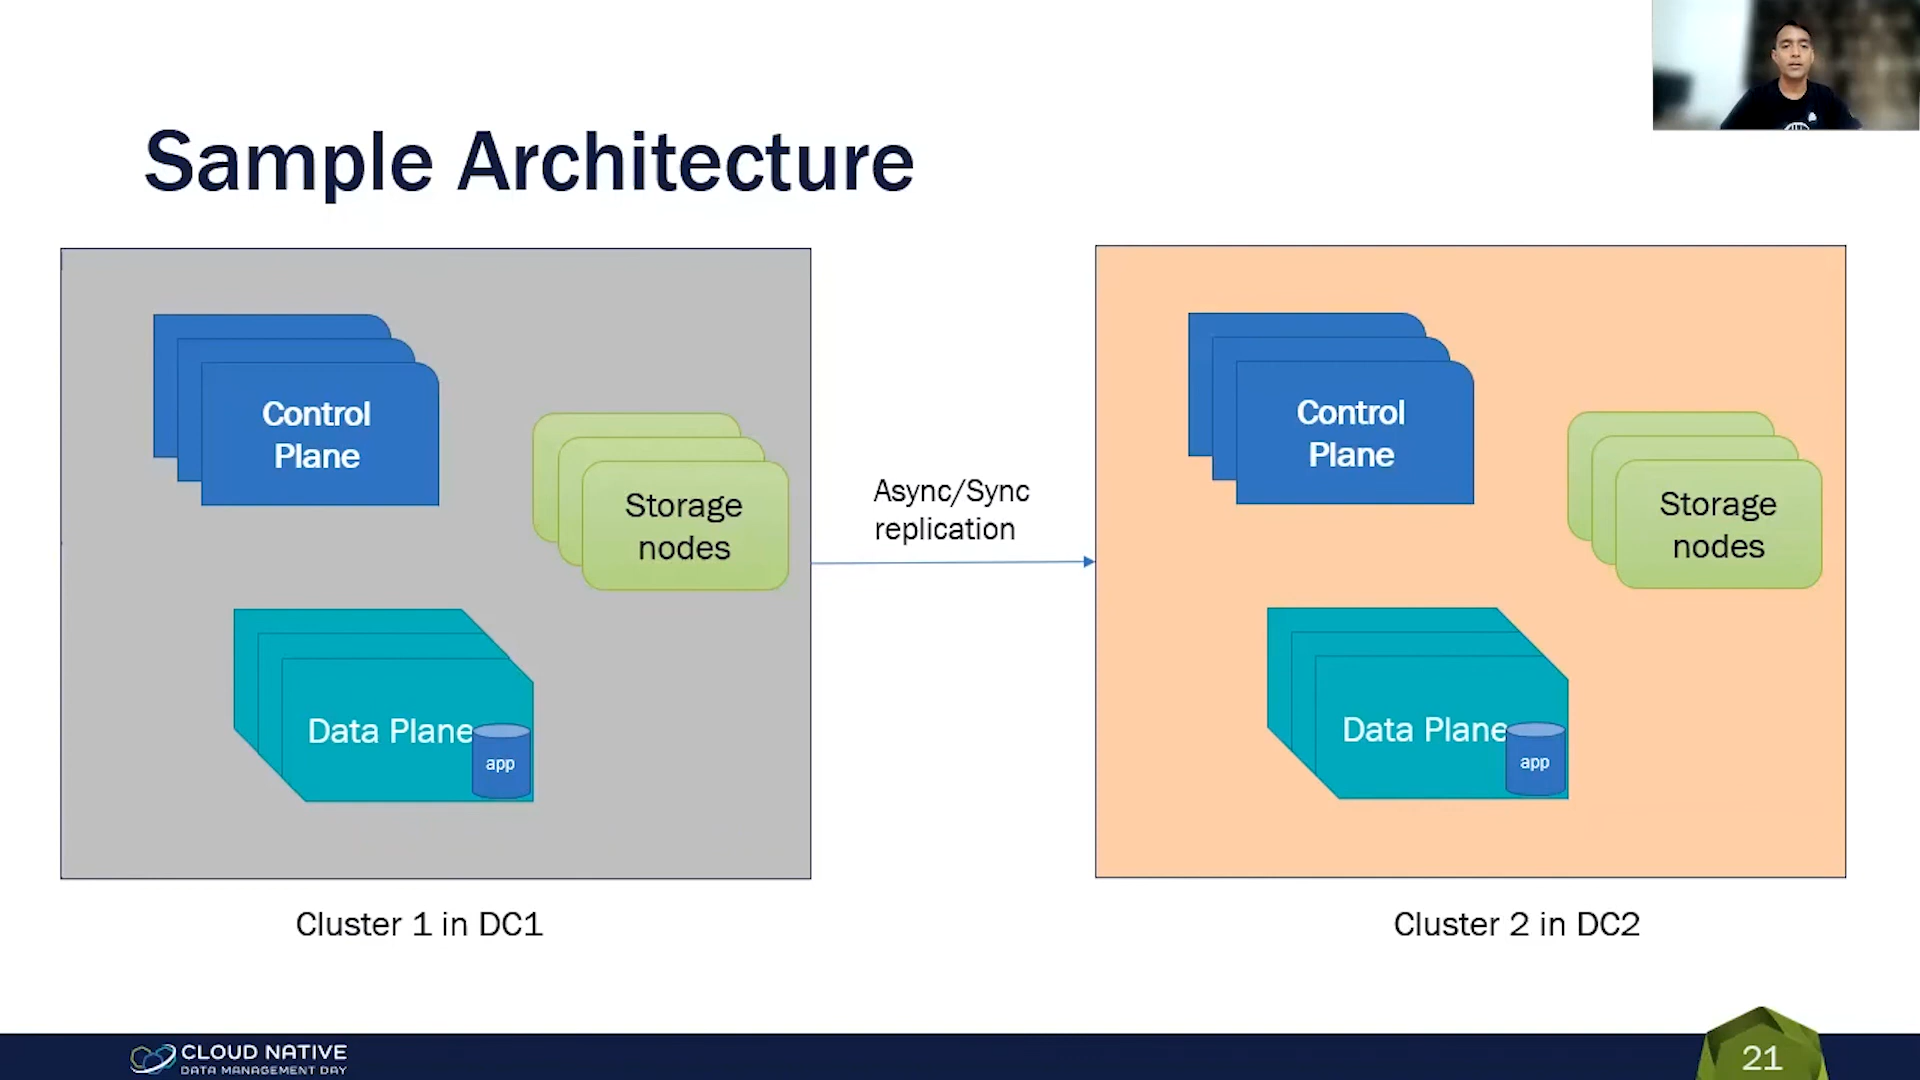 Sample Architecture
Control
Plane
Storage
nodes
Data Plane
app
Cluster 1 in DC1
Async/Sync
replication
Control
Plane
Storage
nodes
Data Plane
app
Cluster 2 in DC2
CLOUD NATIVE
DATA MANAGEMENT DAY
21